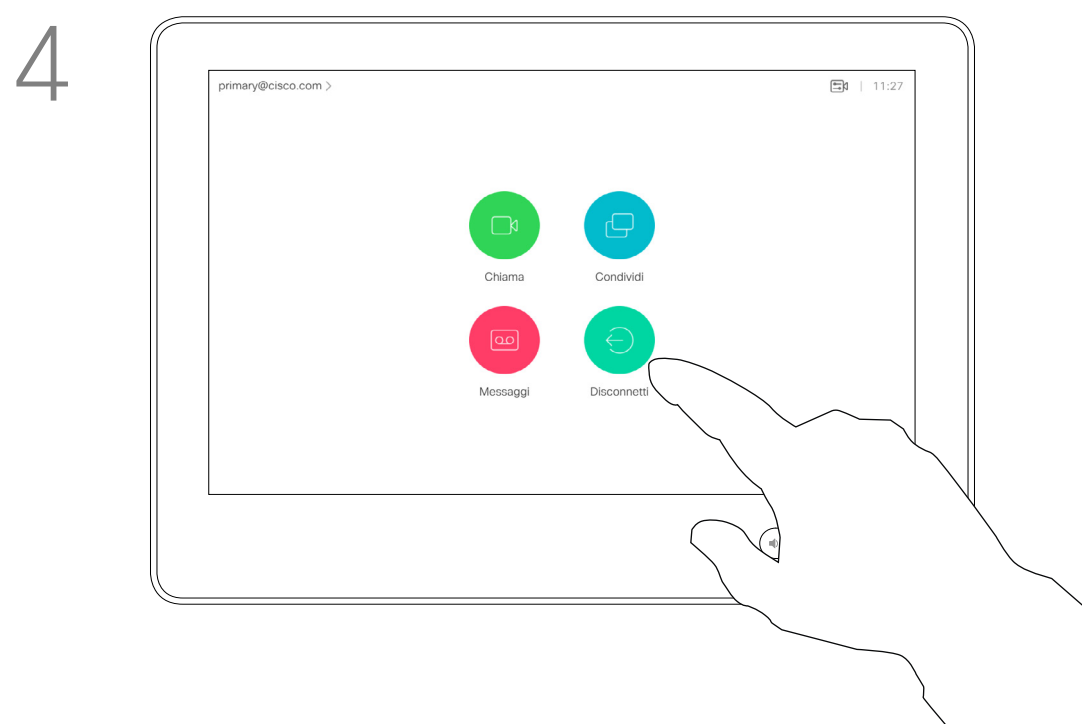 4
primary@cisco.com >
11:27
Chiama
Condividi
Messaggi
Disconnetti